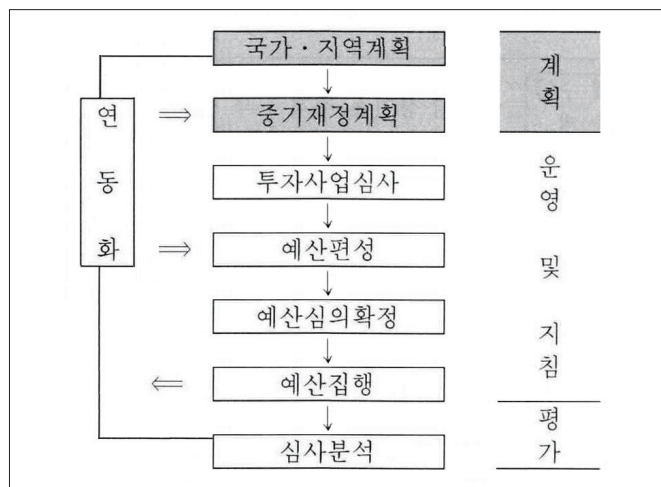 국가·지역계획
중기재정계획
투자사업심사
예산편성
예산심의확정
예산집행
심사분석
연동화
⇒
⇒
⇐
계획
운영 및 지침
평가